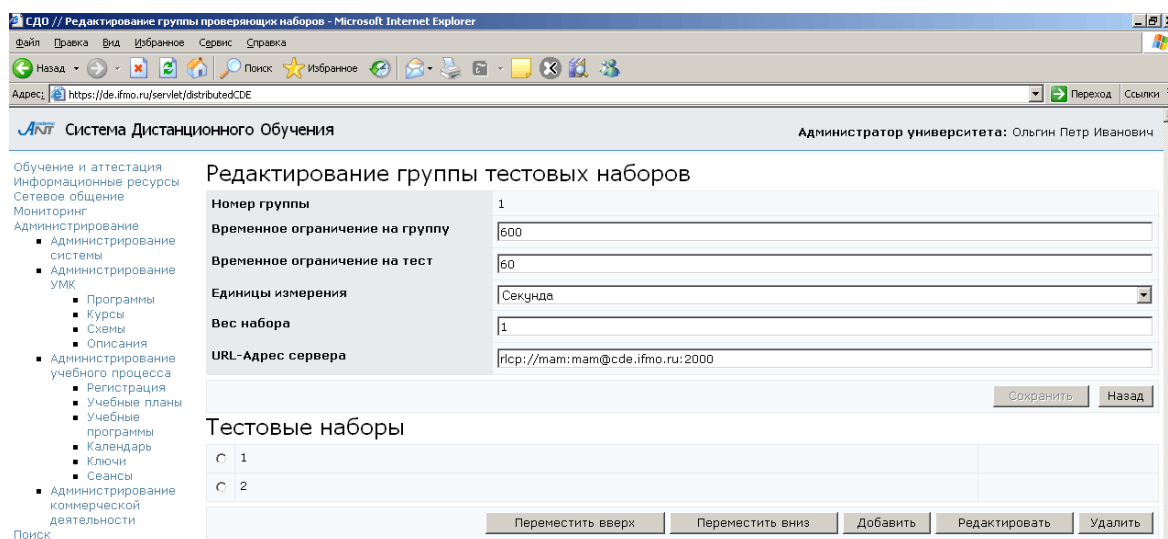 СДО // Редактирование группы проверяющих наборов - Microsoft Internet Explorer
Файл Правка Вид Избранное Сервис Справка
Назад Поиск Избранное
Адрес: https://de.ifmo.ru/servlet/distributedCDE Переход Ссылки
academic ANT Система Дистанционного Обучения Администратор университета: Ольгин Петр Иванович
Обучение и аттестация
Информационные ресурсы
Сетевое общение
Мониторинг
Администрирование
Администрирование
системы
Администрирование
УМК
Программы
Курсы
Схемы
Описания
Администрирование
учебного процесса
Регистрация
Учебные планы
Учебные
программы
Календарь
Ключи
Сеансы
Администрирование
коммерческой
деятельности
Поиск
Редактирование группы тестовых наборов
Номер группы 1
Временное ограничение на группу 600
Временное ограничение на тест 60
Единицы измерения Секунда
Вес набора 1
URL-Адрес сервера rlcp://mam:mam@cde.ifmo.ru:2000
Сохранить Назад
Тестовые наборы
1
2
Переместить вверх Переместить вниз Добавить Редактировать Удалить